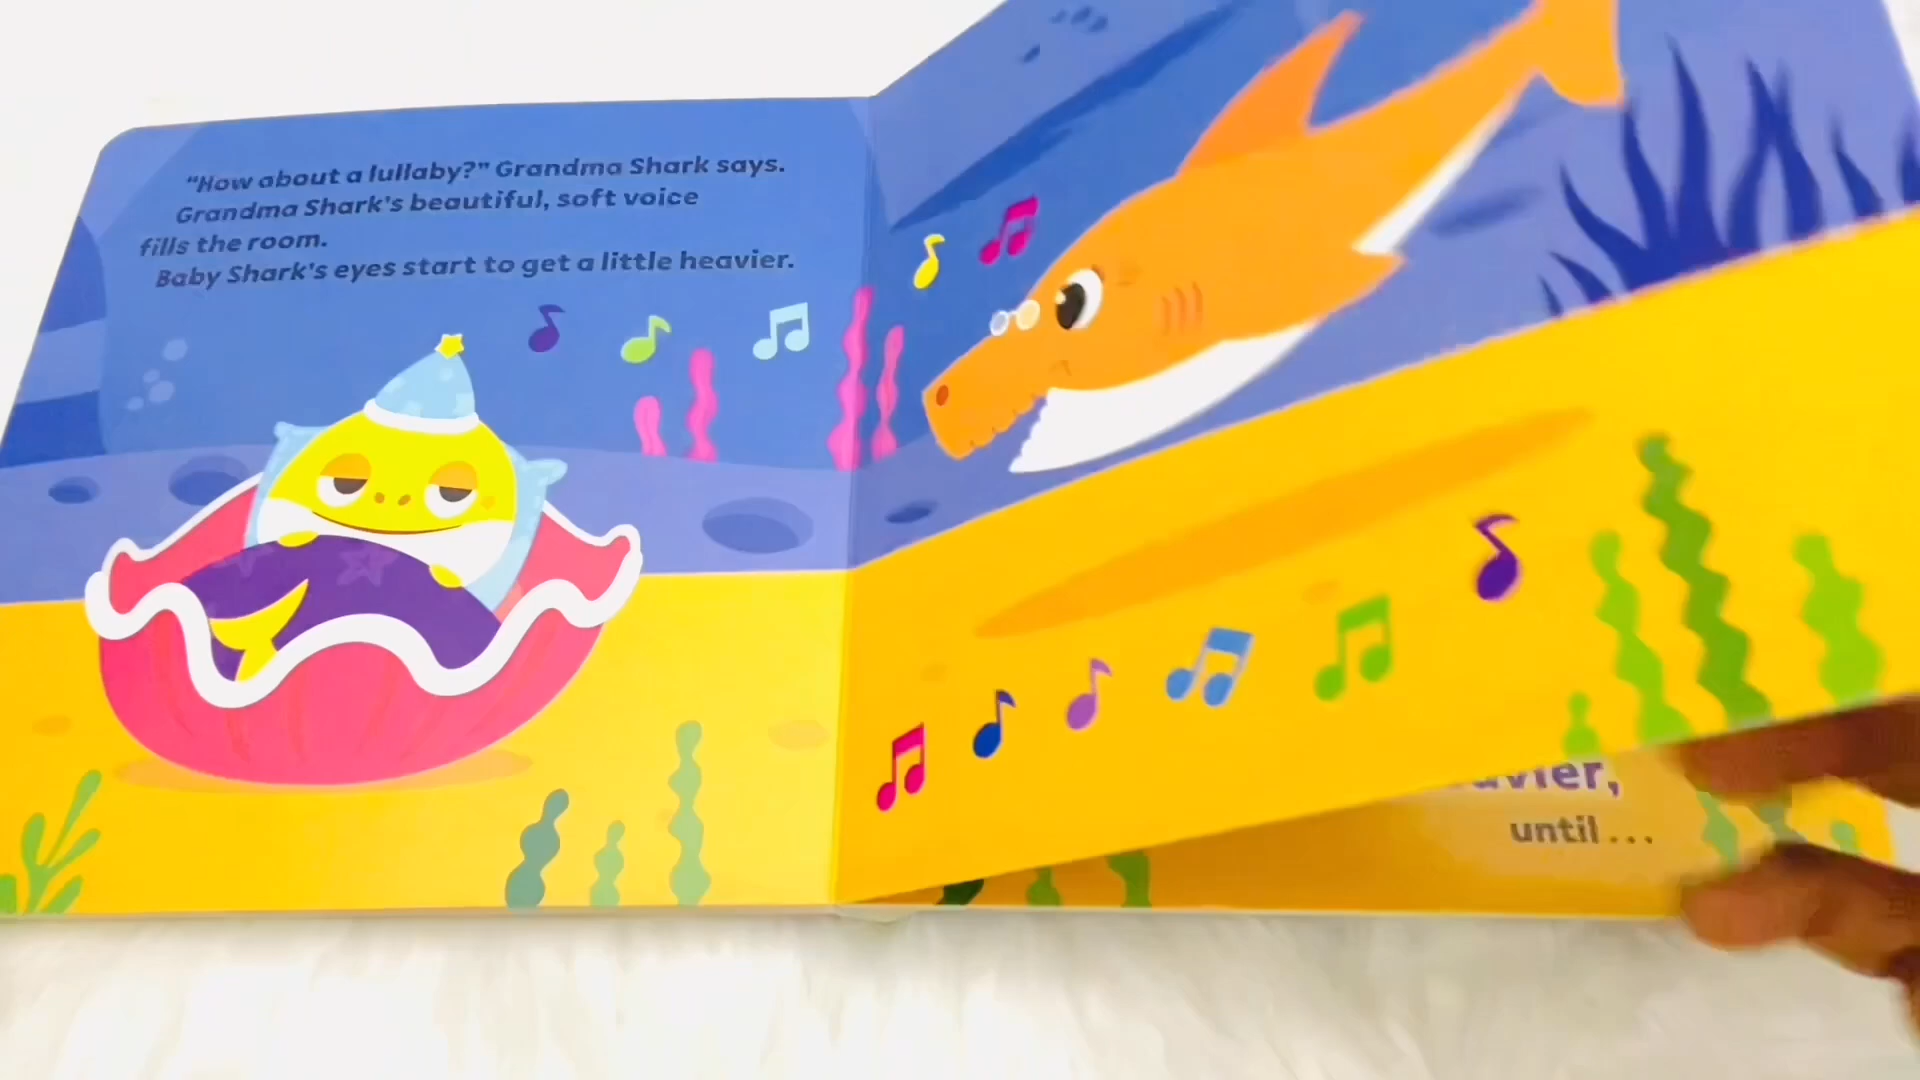 “How about a lullaby?” Grandma Shark says.
Grandma Shark's beautiful, soft voice
fills the room.
Baby Shark's eyes start to get a little heavier.
until...